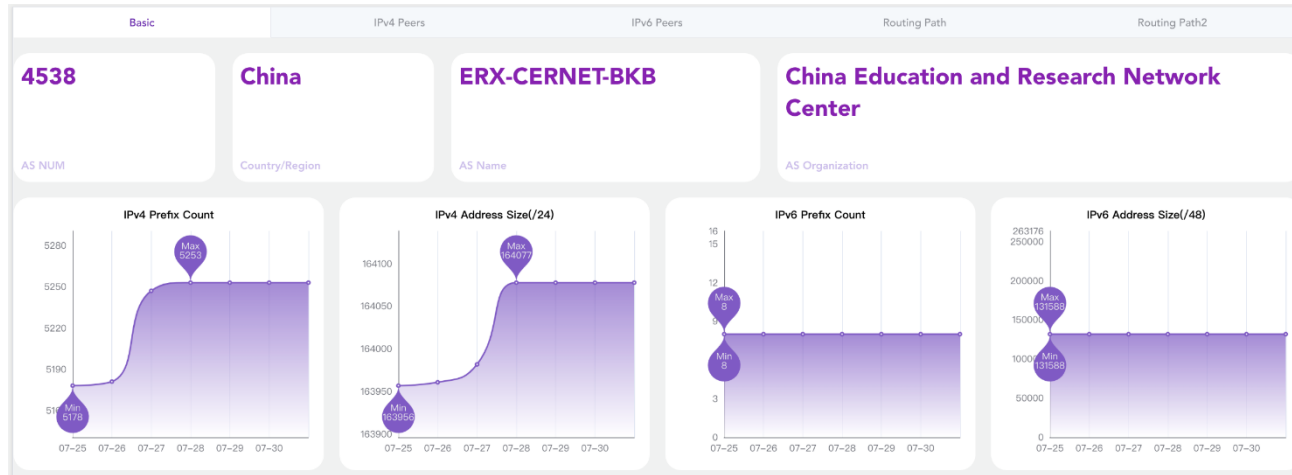 Basic
IPv4 Peers
IPv6 Peers
Routing Path
Routing Path2
4538
AS NUM
China
Country/Region
ERX-CERNET-BKB
AS Name
China Education and Research Network
Center
AS Organization
IPv4 Prefix Count
5280
5250
5220
5190
Max
5253
Min
5178
07-25 07-26 07-27 07-28 07-29 07-30
IPv4 Address Size(/24)
164100
164050
164000
163950
163900
Max
164077
Min
163956
07-25 07-26 07-27 07-28 07-29 07-30
IPv6 Prefix Count
16
15
12
9
3
0
Max
8
Min
8
07-25 07-26 07-27 07-28 07-29 07-30
IPv6 Address Size(/48)
263176
250000
200000
150000
100000
50000
0
Max
131588
Min
131588
07-25 07-26 07-27 07-28 07-29 07-30